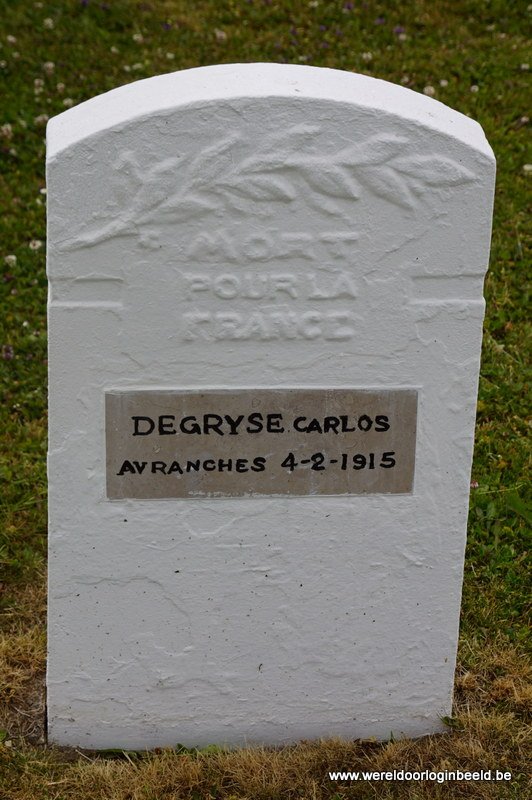 MORT
POUR LA
FRANCE
DEGRYSE CARLOS
AVRANCHES 4-2-1915
www.wereldoorloginbeeld.be